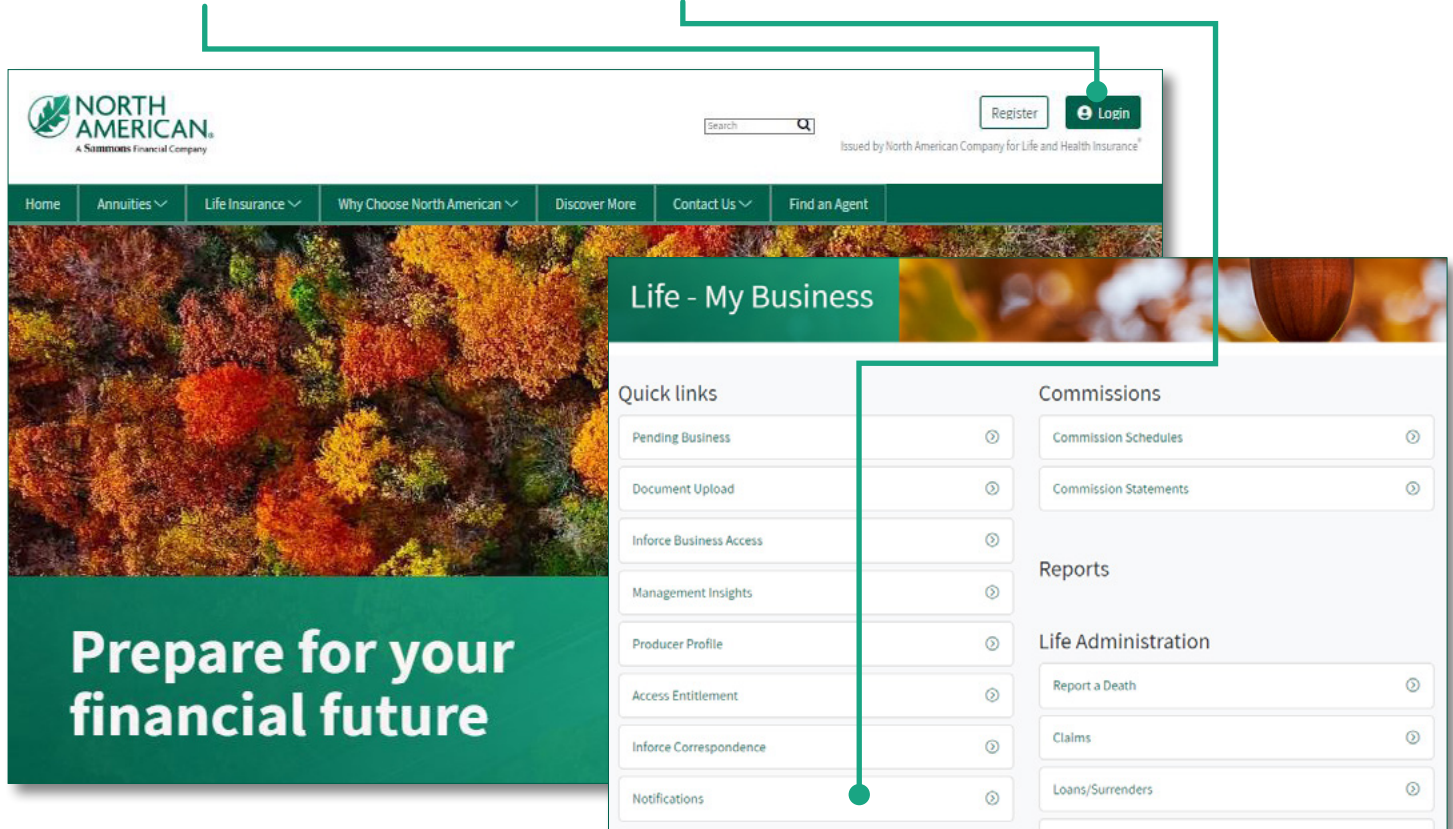 NORTH
AMERICAN®
A Sammons Financial Company
Search
Register
Login
Issued by North American Company for Life and Health Insurance®
Home
Annuities
Life Insurance
Why Choose North American
Discover More
Contact Us
Find an Agent
Prepare for your
financial future
Life - My Business
Quick links
Pending Business
Document Upload
Inforce Business Access
Management Insights
Producer Profile
Access Entitlement
Inforce Correspondence
Notifications
Commissions
Commission Schedules
Commission Statements
Reports
Life Administration
Report a Death
Claims
Loans/Surrenders